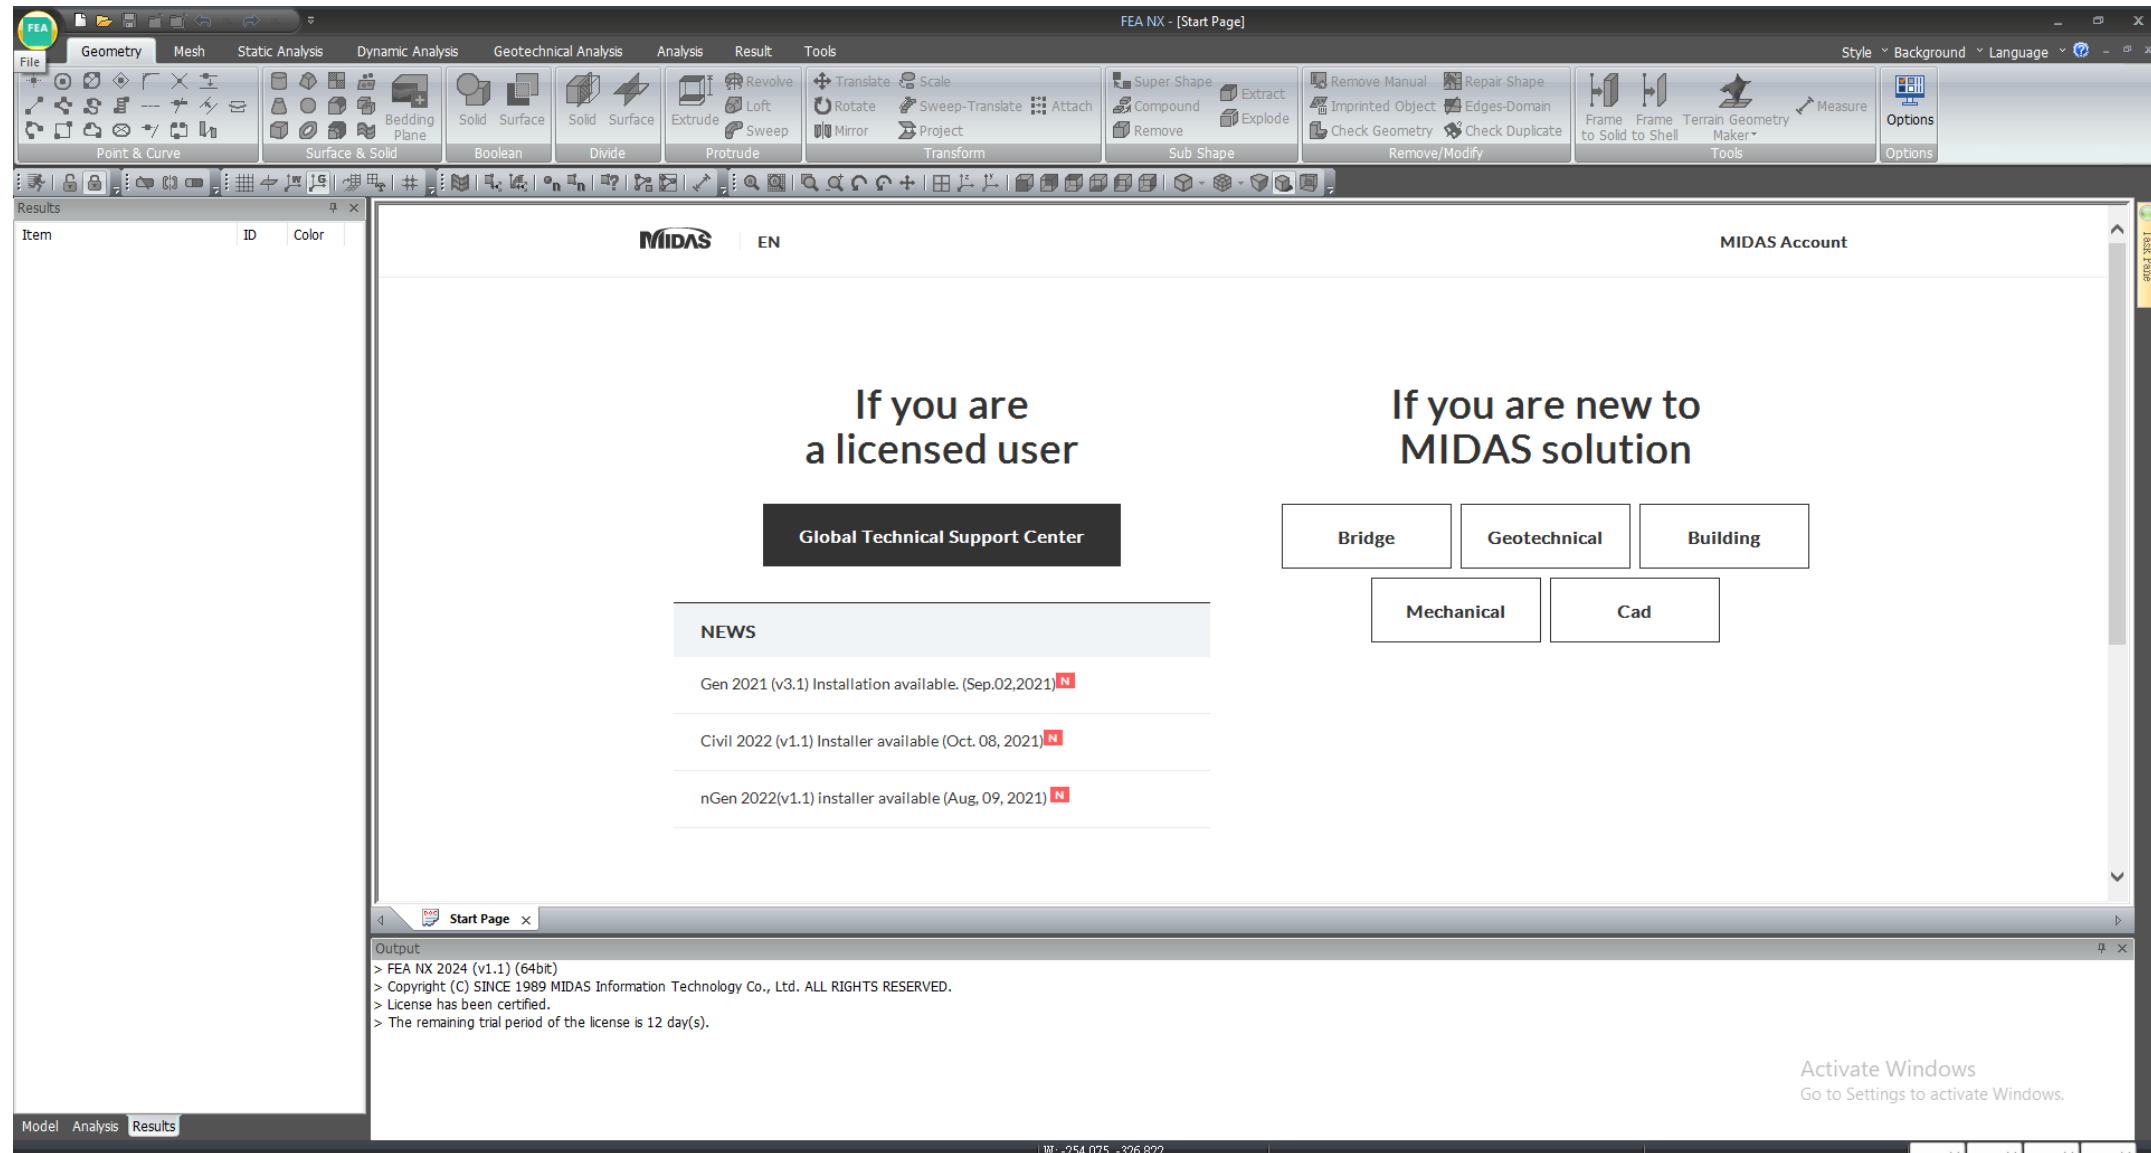 FEA
FEA NX - [Start Page]
File
Geometry Mesh Static Analysis Dynamic Analysis Geotechnical Analysis Analysis Result Tools
Style Background Language
Bedding Plane
Solid Surface
Solid Surface
Extrude
Revolve
Loft
Sweep
Translate Scale
Rotate Sweep-Translate Attach
Mirror Project
Super Shape
Compound
Remove
Extract
Explode
Remove Manual Repair Shape
Imprinted Object Edges-Domain
Check Geometry Check Duplicate
Frame to Solid
Frame to Shell
Terrain Geometry Maker
Measure
Options
Point & Curve Surface & Solid Boolean Divide Protrude Transform Sub Shape Remove/Modify Tools Options
Results
Item ID Color
Task Pane
MIDAS EN MIDAS Account
If you are
a licensed user
Global Technical Support Center
NEWS
Gen 2021 (v3.1) Installation available. (Sep.02,2021) N
Civil 2022 (v1.1) Installer available (Oct. 08, 2021) N
nGen 2022(v1.1) installer available (Aug, 09, 2021) N
If you are new to
MIDAS solution
Bridge Geotechnical Building
Mechanical Cad
Start Page
Output
> FEA NX 2024 (v1.1) (64bit)
> Copyright (C) SINCE 1989 MIDAS Information Technology Co., Ltd. ALL RIGHTS RESERVED.
> License has been certified.
> The remaining trial period of the license is 12 day(s).
Activate Windows
Go to Settings to activate Windows.
Model Analysis Results
W: -254.075, -326.822